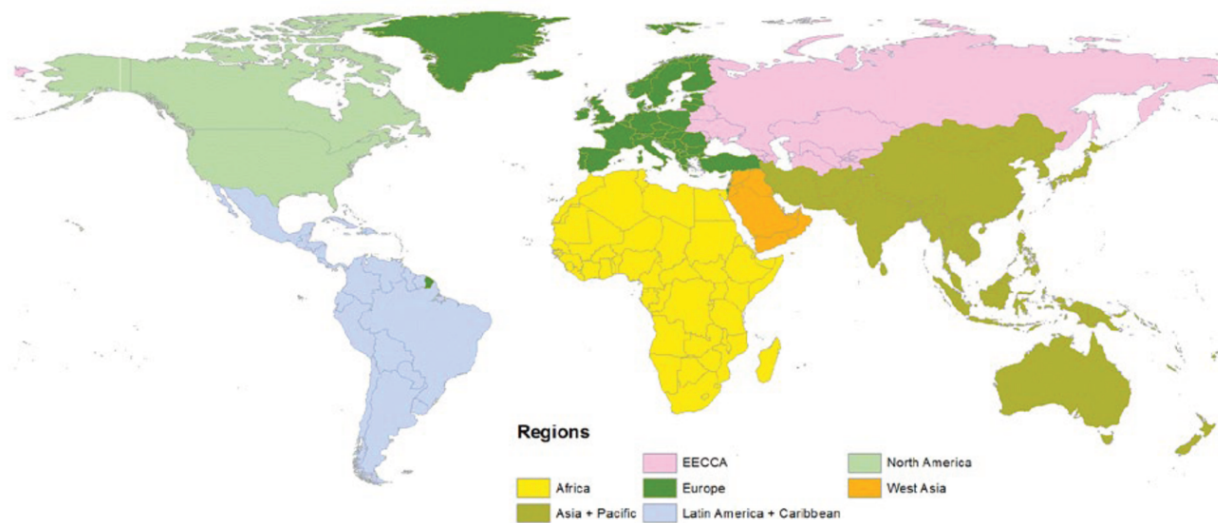 Regions
EECCA
North America
Africa
Europe
West Asia
Asia + Pacific
Latin America + Caribbean